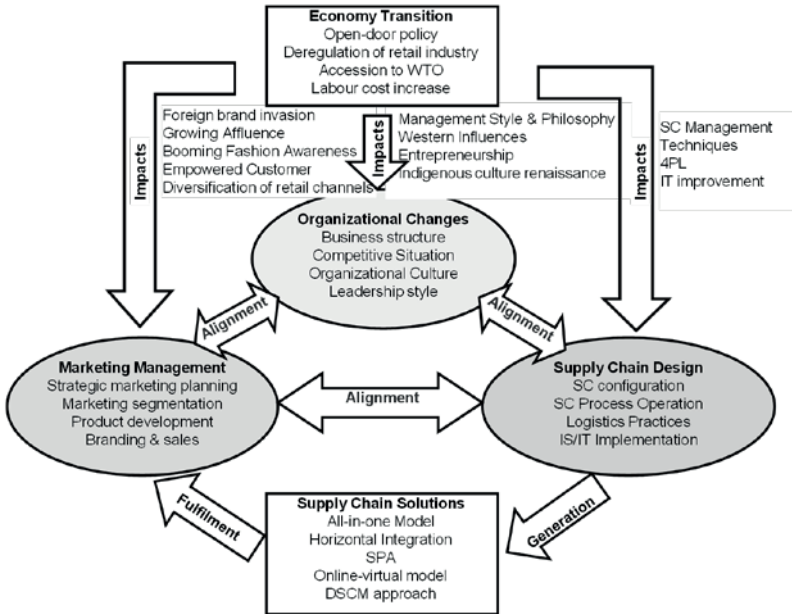 Economy Transition
Open-door policy
Deregulation of retail industry
Accession to WTO
Labour cost increase
Impacts
Foreign brand invasion
Growing Affluence
Booming Fashion Awareness
Empowered Customer
Diversification of retail channels
Impacts
Management Style & Philosophy
Western Influences
Entrepreneurship
Indigenous culture renaissance
Impacts
SC Management
Techniques
4PL
IT improvement
Organizational Changes
Business structure
Competitive Situation
Organizational Culture
Leadership style
Alignment
Alignment
Marketing Management
Strategic marketing planning
Marketing segmentation
Product development
Branding & sales
Alignment
Supply Chain Design
SC configuration
SC Process Operation
Logistics Practices
IS/IT Implementation
Fulfilment
Supply Chain Solutions
All-in-one Model
Horizontal Integration
SPA
Online-virtual model
DSCM approach
Generation